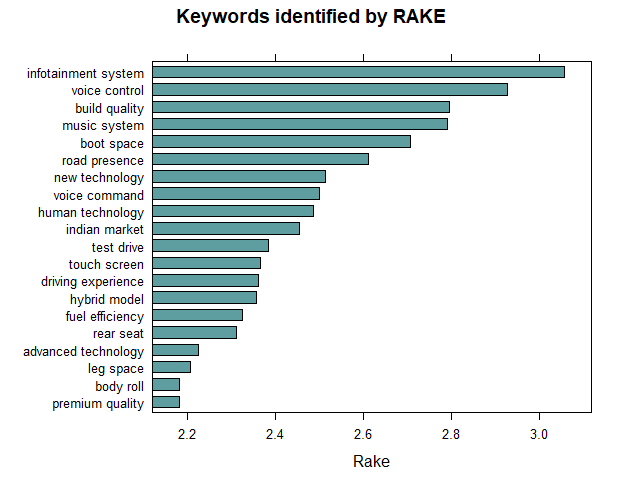 Keywords identified by RAKE
infotainment system
voice control
build quality
music system
boot space
road presence
new technology
voice command
human technology
indian market
test drive
touch screen
driving experience
hybrid model
fuel efficiency
rear seat
advanced technology
leg space
body roll
premium quality
2.2 2.4 2.6 2.8 3.0
Rake